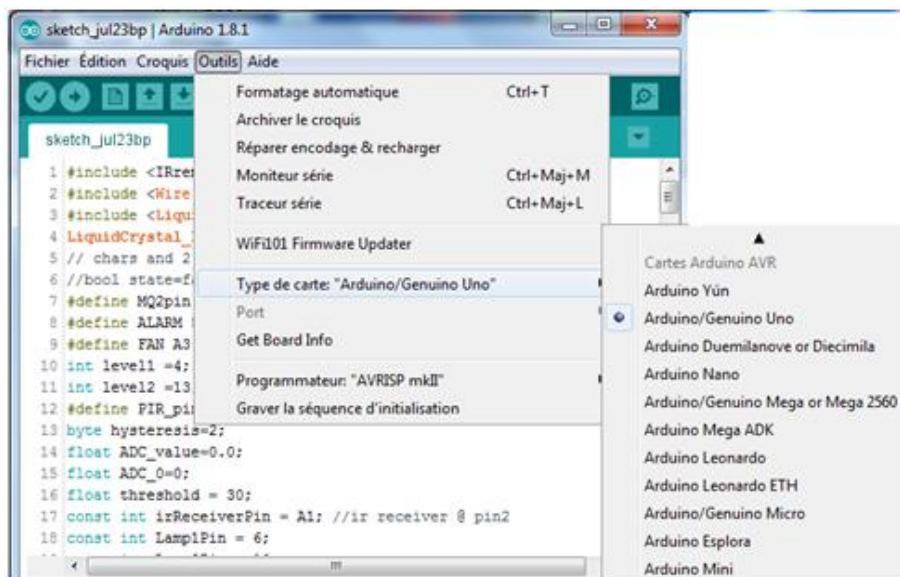 sketch_jul23bp | Arduino 1.8.1
Fichier Édition Croquis Outils Aide
sketch_jul23bp
Formatage automatique Ctrl+T
Archiver le croquis
Réparer encodage & recharger
Moniteur série Ctrl+Maj+M
Traceur série Ctrl+Maj+L
WiFi101 Firmware Updater
Type de carte: "Arduino/Genuino Uno"
Port
Get Board Info
Programmateur: "AVRISP mkII"
Graver la séquence d'initialisation
Cartes Arduino AVR
Arduino Yún
Arduino/Genuino Uno
Arduino Duemilanove or Diecimila
Arduino Nano
Arduino/Genuino Mega or Mega 2560
Arduino Mega ADK
Arduino Leonardo
Arduino Leonardo ETH
Arduino/Genuino Micro
Arduino Esplora
Arduino Mini
1 #include <IRre
2 #include <Wire
3 #include <Liqu
4 LiquidCrystal_
5 // chars and 2
6 //bool state=f
7 #define MQ2pin
8 #define ALARM
9 #define FAN A3
10 int level1 =4;
11 int level2 =13
12 #define PIR_pi
13 byte hysteresis=2;
14 float ADC_value=0.0;
15 float ADC_0=0;
16 float threshold = 30;
17 const int irReceiverPin = A1; //ir receiver @ pin2
18 const int Lamp1Pin = 6;